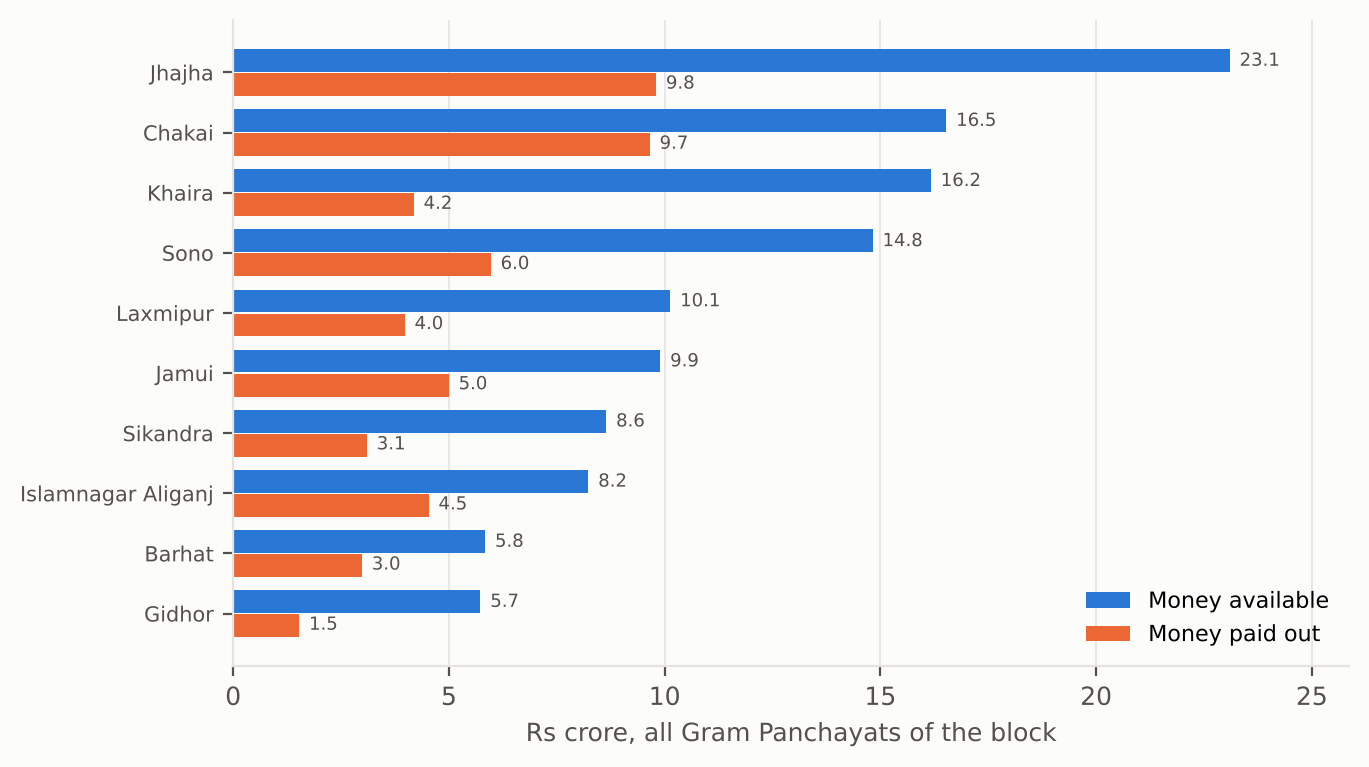 Jhajha 23.1
9.8
Chakai 16.5
9.7
Khaira 16.2
4.2
Sono 14.8
6.0
Laxmipur 10.1
4.0
Jamui 9.9
5.0
Sikandra 8.6
3.1
Islamnagar Aliganj 8.2
4.5
Barhat 5.8
3.0
Gidhor 5.7
1.5
Money available
Money paid out
0 5 10 15 20 25
Rs crore, all Gram Panchayats of the block